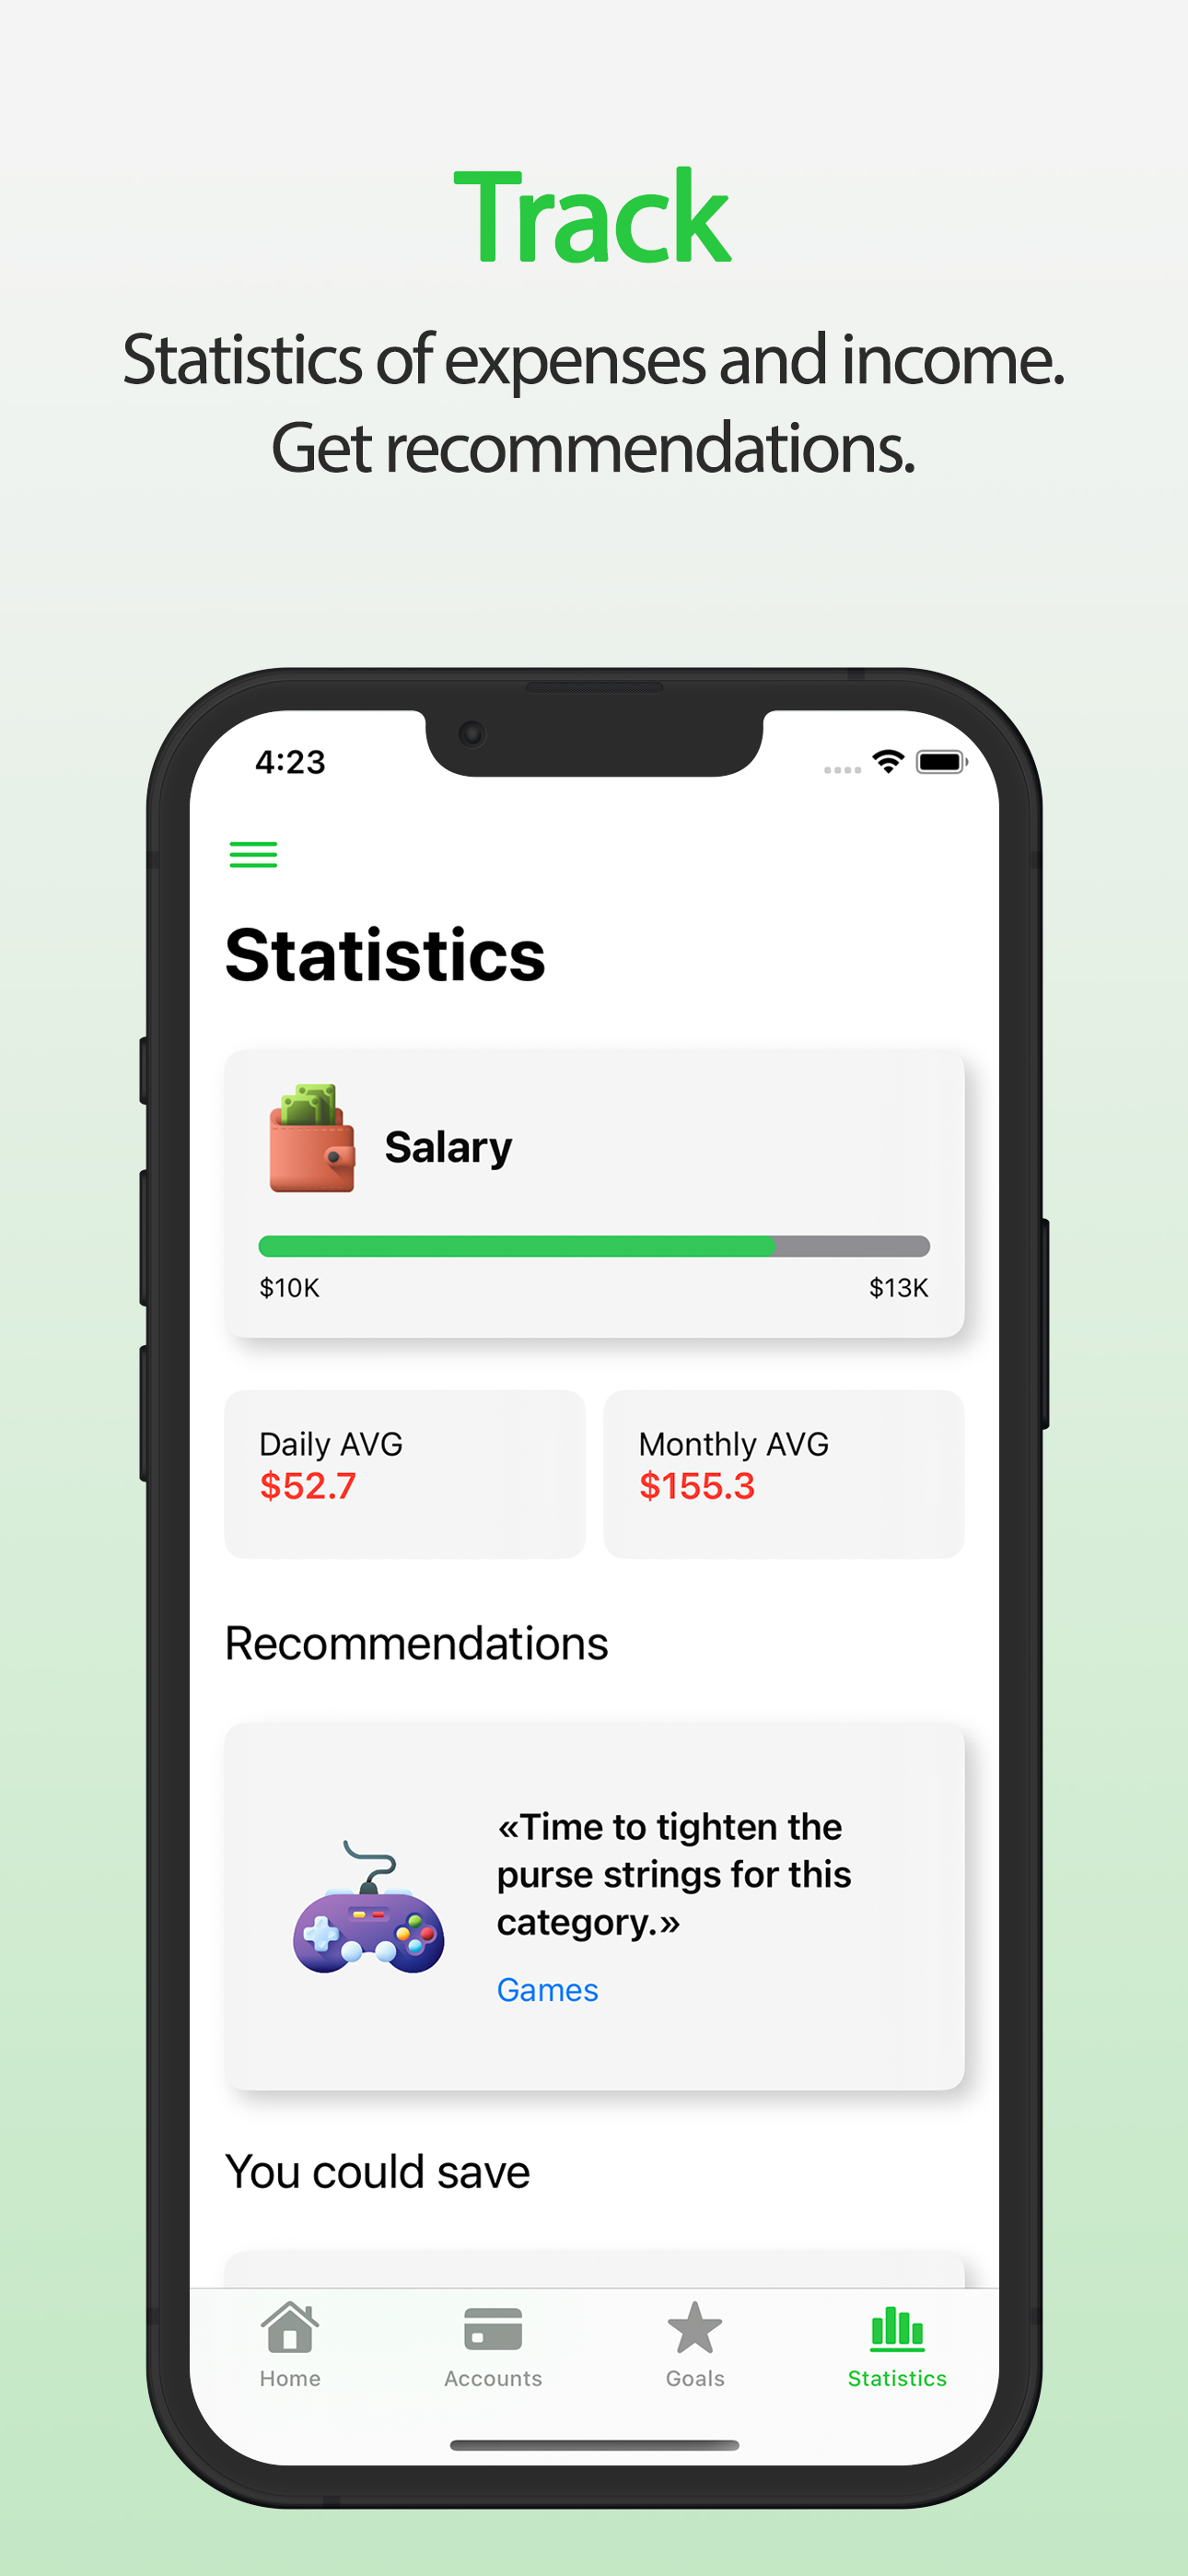 Track
Statistics of expenses and income.
Get recommendations.
4:23
Statistics
Salary
$10K $13K
Daily AVG Monthly AVG
$52.7 $155.3
Recommendations
«Time to tighten the
purse strings for this
category.»
Games
You could save
Home Accounts Goals Statistics